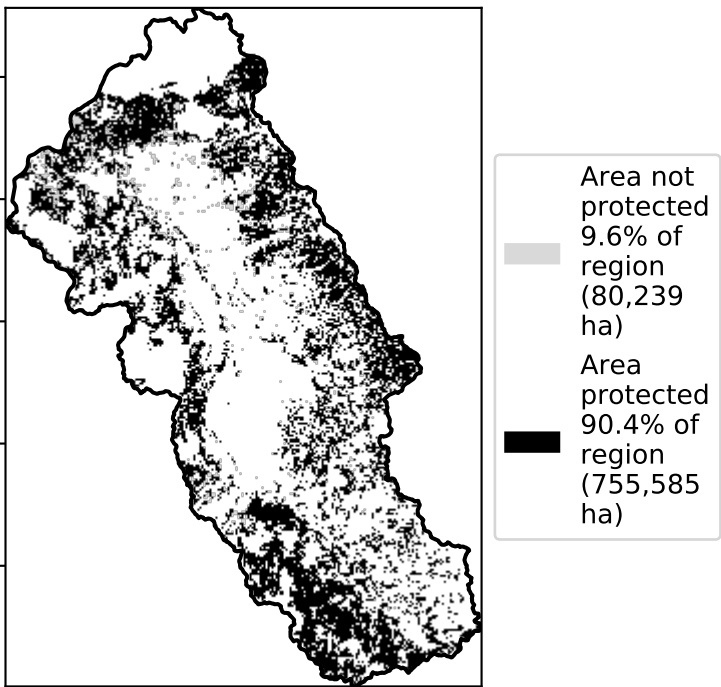 Area not
protected
9.6% of
region
(80,239
ha)
Area
protected
90.4% of
region
(755,585
ha)